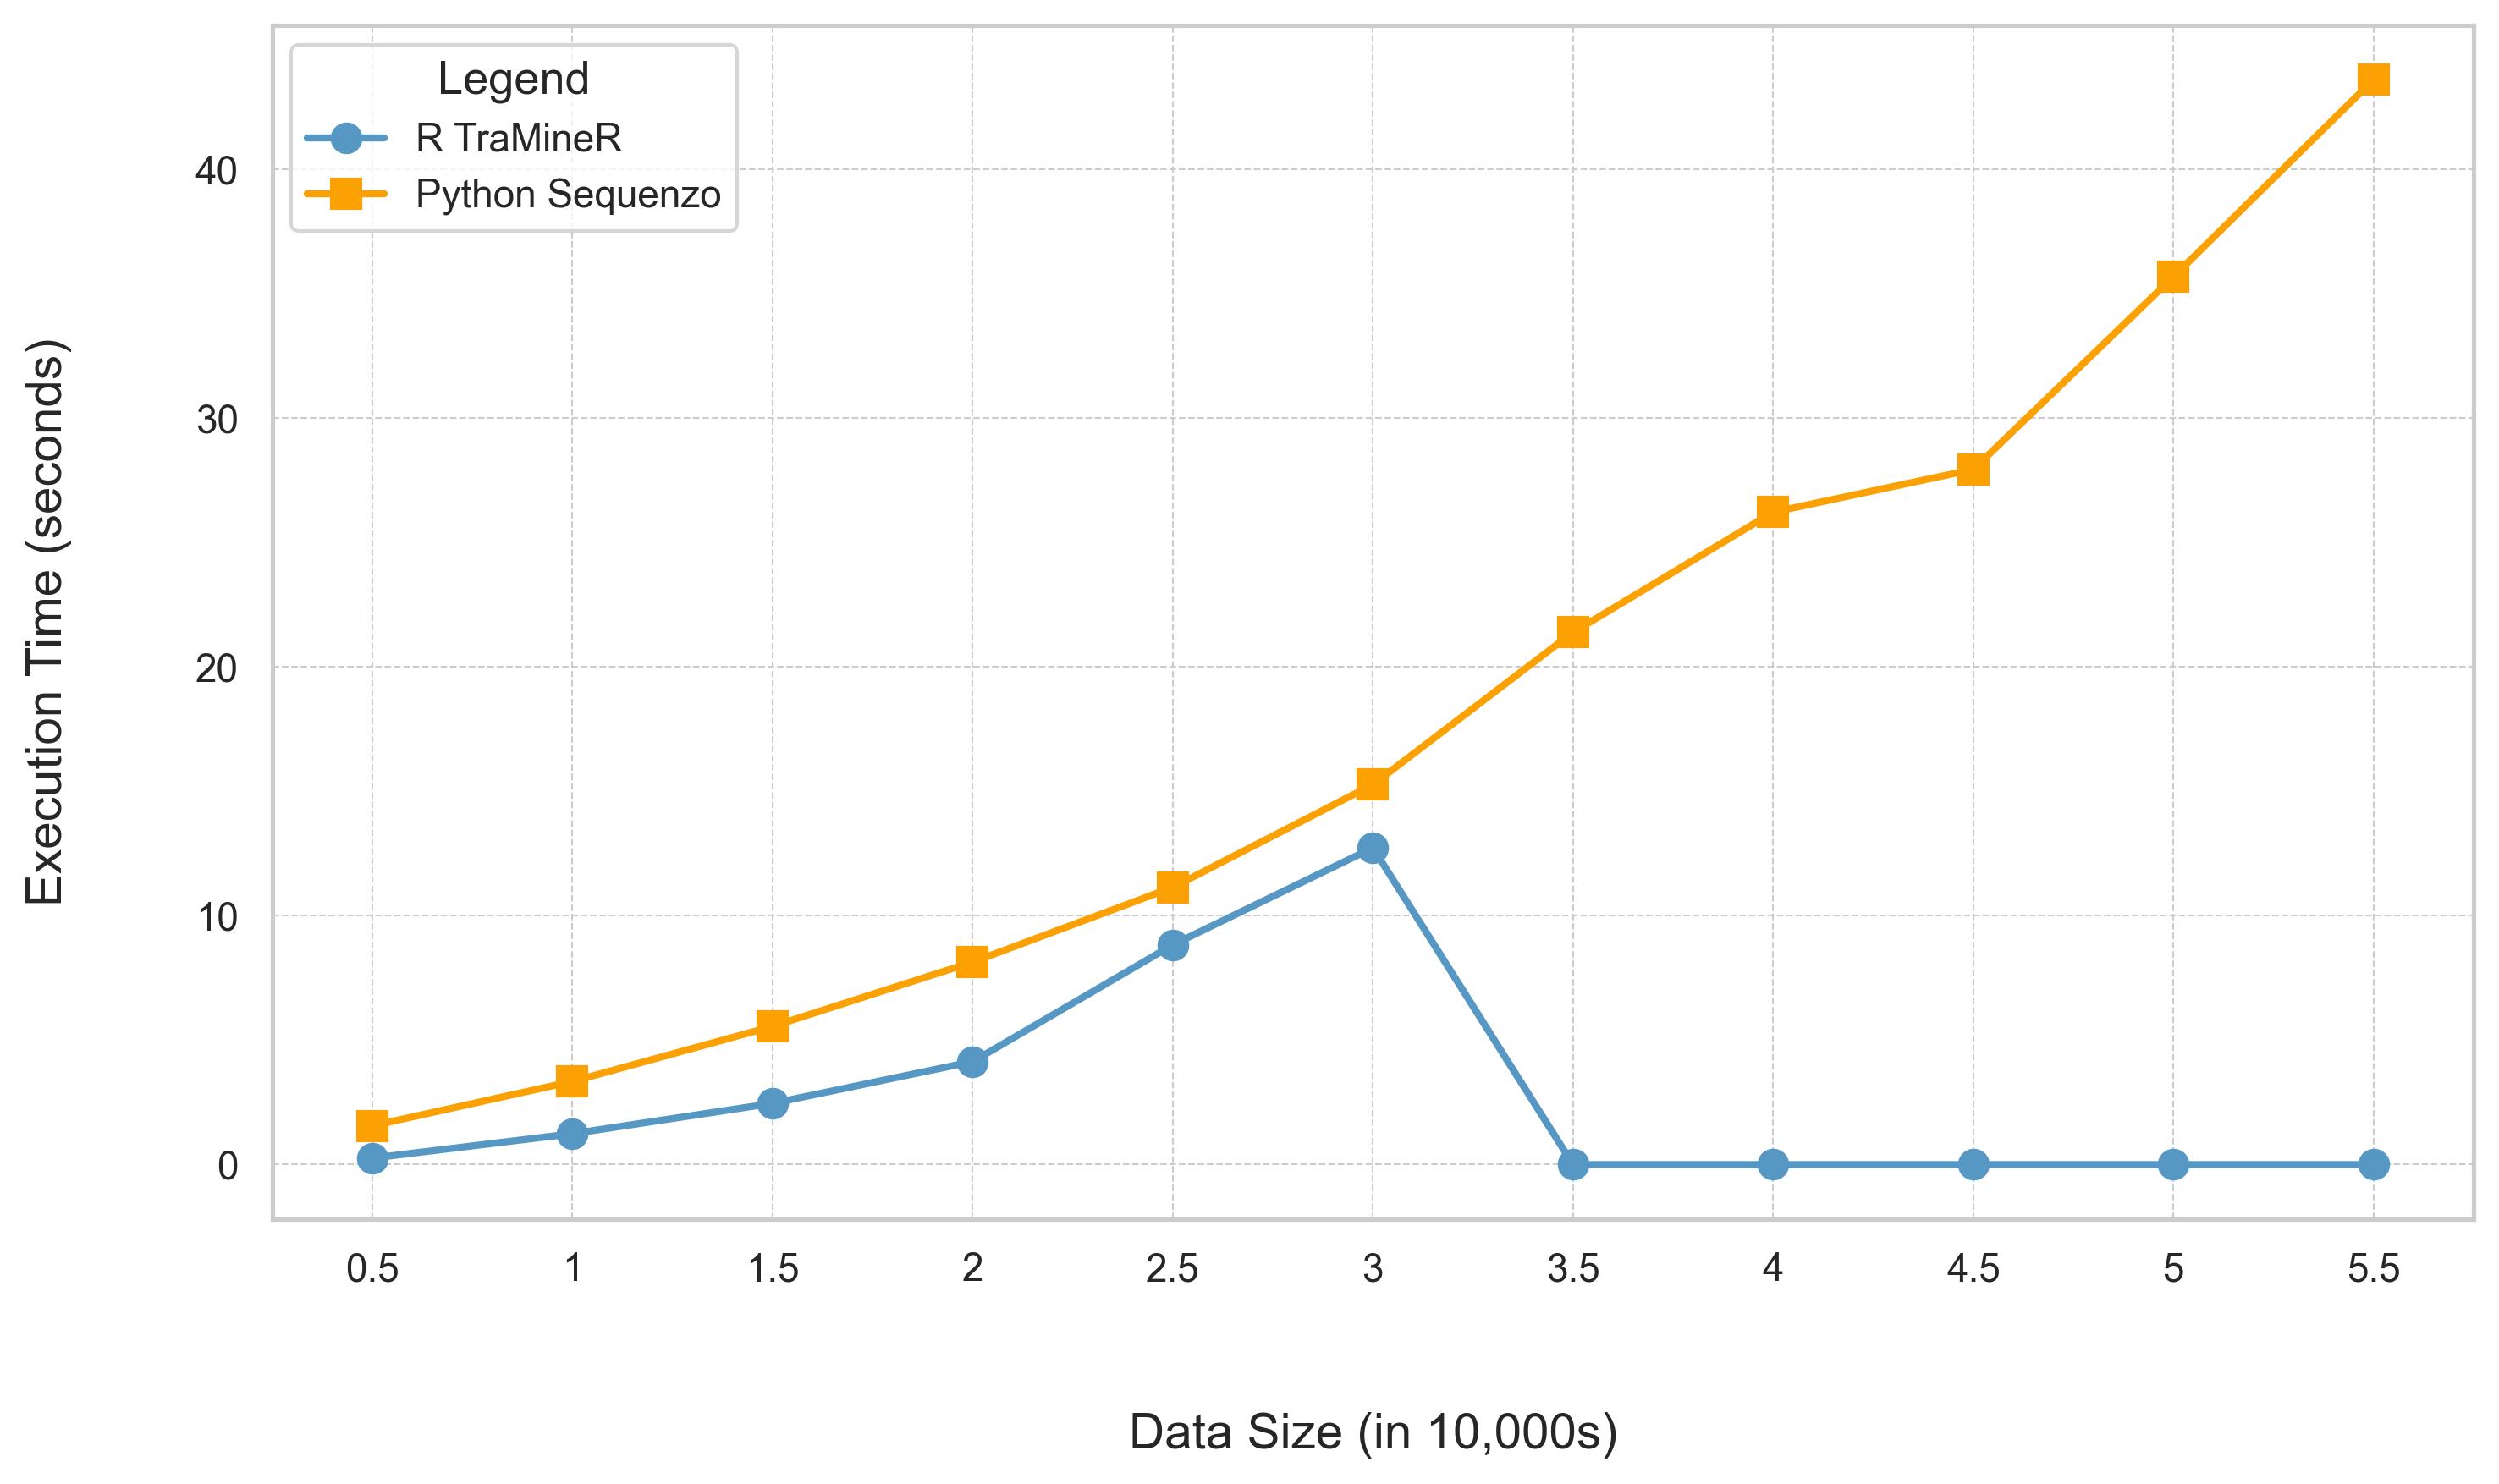 Legend
R TraMineR
Python Sequenzo
Execution Time (seconds)
40
30
20
10
0
0.5 1 1.5 2 2.5 3 3.5 4 4.5 5 5.5
Data Size (in 10,000s)